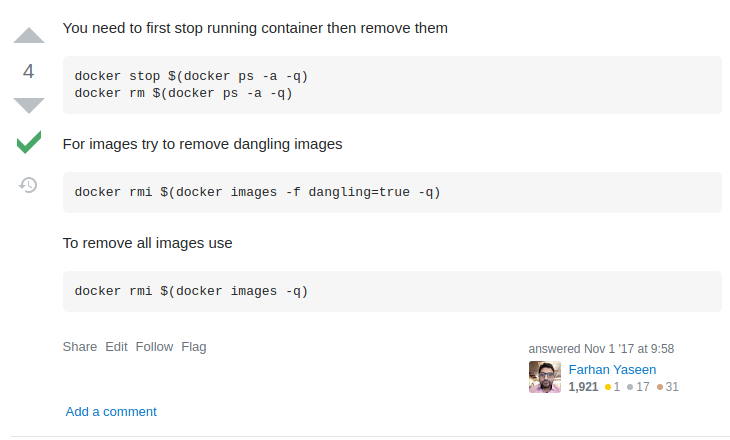 You need to first stop running container then remove them
4
docker stop $(docker ps -a -q)
docker rm $(docker ps -a -q)
For images try to remove dangling images
docker rmi $(docker images -f dangling=true -q)
To remove all images use
docker rmi $(docker images -q)
Share Edit Follow Flag
answered Nov 1 '17 at 9:58
Farhan Yaseen
1,921 ●1 ●17 ●31
Add a comment